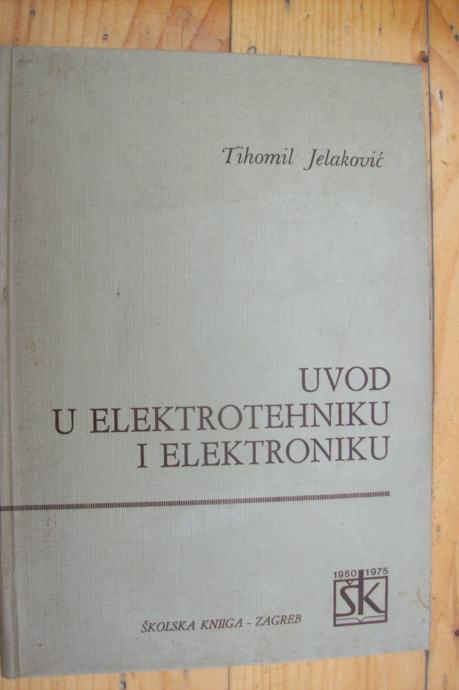 Tihomil Jelaković
UVOD
U ELEKTROTEHNIKU
I ELEKTRONIKU
1950 1975
ŠK
ŠKOLSKA KNJIGA - ZAGREB